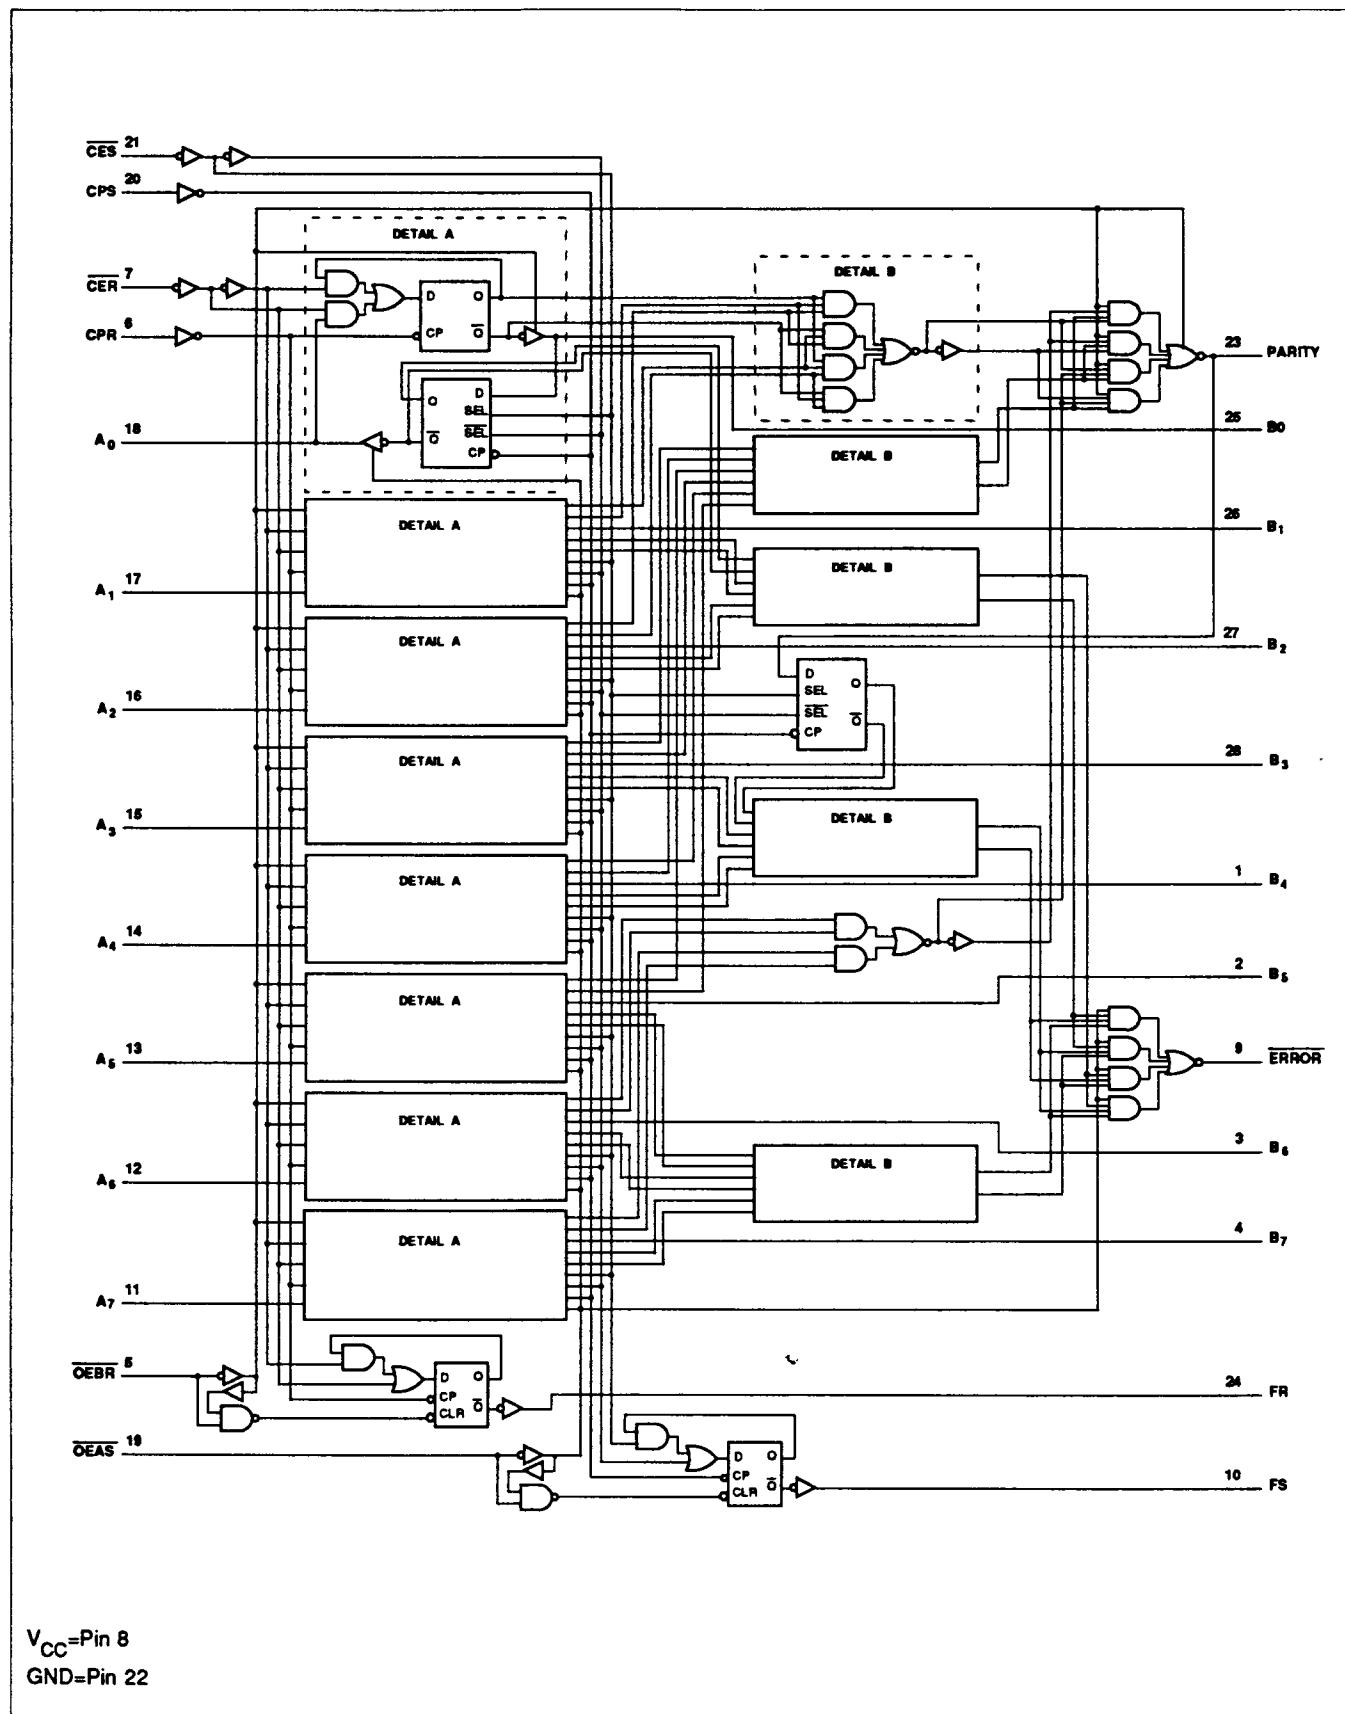 CES 21
CPS 20
DETAIL A
DETAIL B
CER 7
D Q
CPR 6
CP Q
23 PARITY
Q D
SEL
A0 18
Q SEL
CP
25 B0
DETAIL B
DETAIL A
26 B1
DETAIL B
A1 17
DETAIL A
27 B2
D Q
SEL
A2 16
SEL Q
CP
DETAIL A
28 B3
DETAIL B
A3 15
DETAIL A
1 B4
A4 14
2 B5
DETAIL A
A5 13
9 ERROR
DETAIL A
3 B6
DETAIL B
A6 12
DETAIL A
4 B7
A7 11
OEBR 5
D Q
CP Q
CLR
24 FR
OEAS 19
D Q
CP Q
CLR
10 FS
VCC=Pin 8
GND=Pin 22